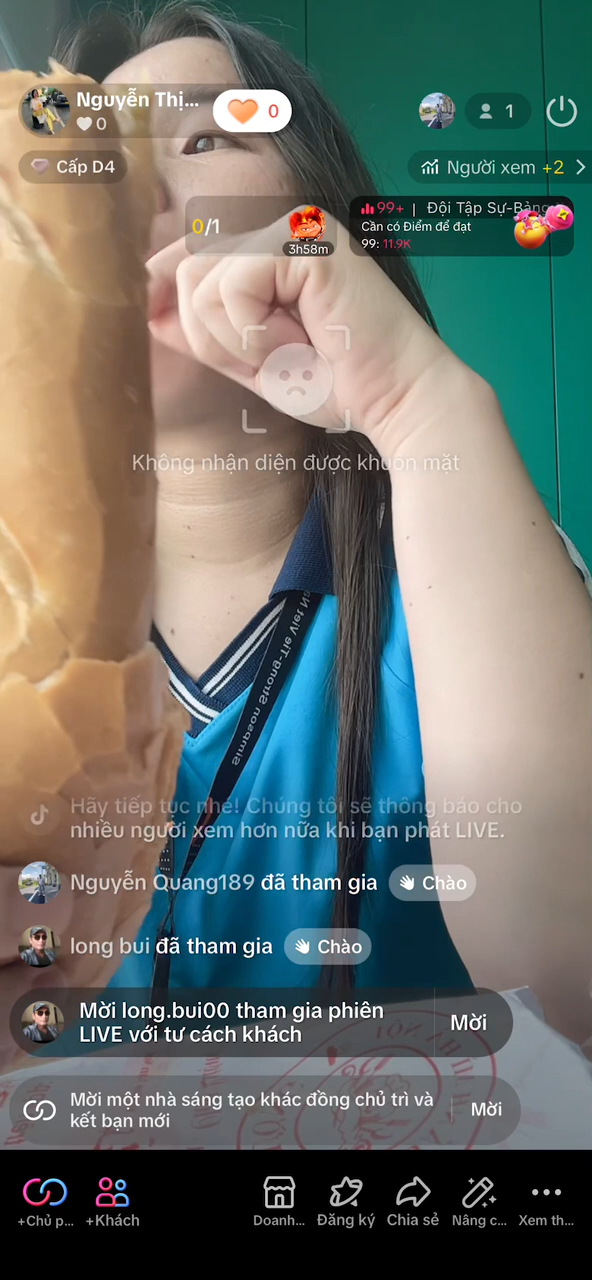 Nguyễn Thị...
0
0
1
Cấp D4
Người xem +2
0/1
3h58m
99+ | Đội Tập Sự-Bảng
Cần có Điểm để đạt
99: 11.9K
Không nhận diện được khuôn mặt
Simpson Strong-Tie Viet Na
Hãy tiếp tục nhé! Chúng tôi sẽ thông báo cho
nhiều người xem hơn nữa khi bạn phát LIVE.
Nguyễn Quang189 đã tham gia
Chào
long bui đã tham gia
Chào
Mời long.bui00 tham gia phiên
LIVE với tư cách khách
Mời
Mời một nhà sáng tạo khác đồng chủ trì và
kết bạn mới
Mời
+Chủ p...
+Khách
Doanh...
Đăng ký
Chia sẻ
Nâng c...
Xem th...